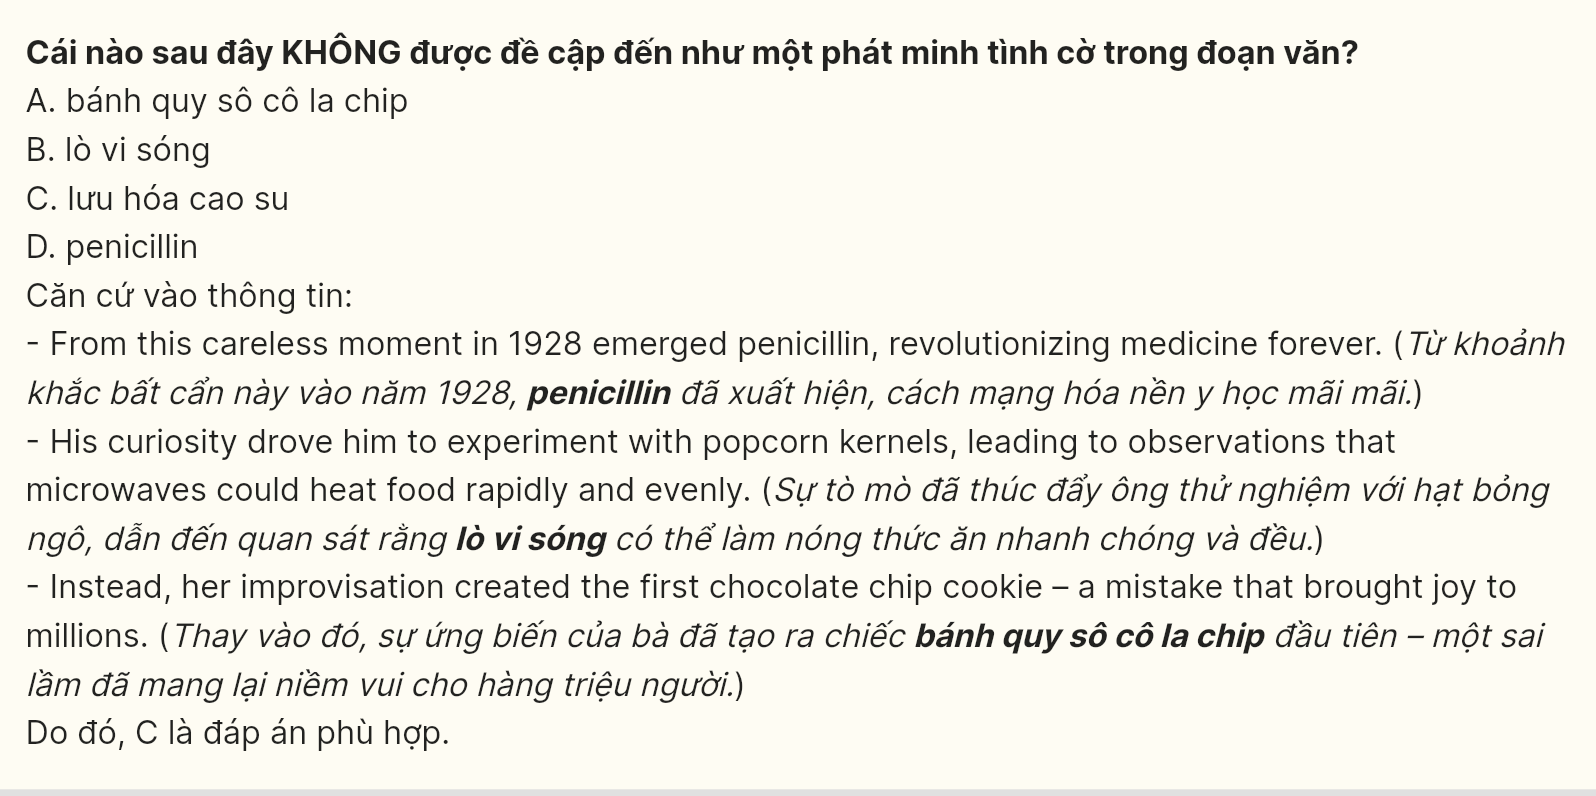 Cái nào sau đây KHÔNG được đề cập đến như một phát minh tình cờ trong đoạn văn?
A. bánh quy sô cô la chip
B. lò vi sóng
C. lưu hóa cao su
D. penicillin
Căn cứ vào thông tin:
- From this careless moment in 1928 emerged penicillin, revolutionizing medicine forever. (Từ khoảnh
khắc bất cẩn này vào năm 1928, penicillin đã xuất hiện, cách mạng hóa nền y học mãi mãi.)
- His curiosity drove him to experiment with popcorn kernels, leading to observations that
microwaves could heat food rapidly and evenly. (Sự tò mò đã thúc đẩy ông thử nghiệm với hạt bỏng
ngô, dẫn đến quan sát rằng lò vi sóng có thể làm nóng thức ăn nhanh chóng và đều.)
- Instead, her improvisation created the first chocolate chip cookie – a mistake that brought joy to
millions. (Thay vào đó, sự ứng biến của bà đã tạo ra chiếc bánh quy sô cô la chip đầu tiên – một sai
lầm đã mang lại niềm vui cho hàng triệu người.)
Do đó, C là đáp án phù hợp.